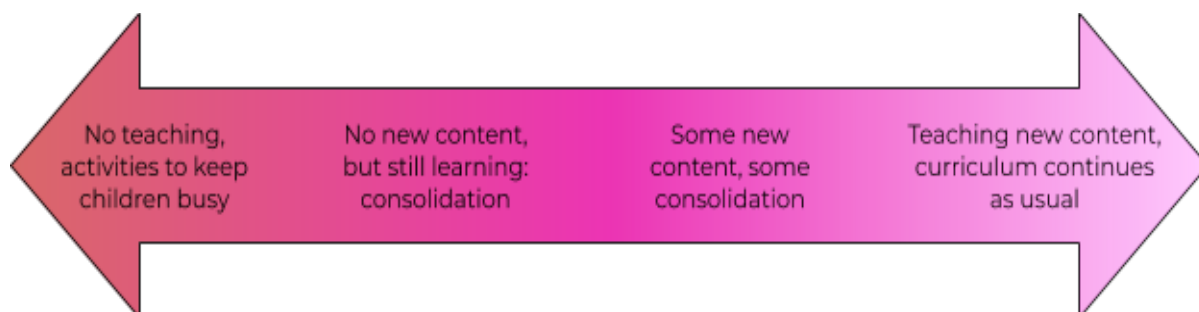 No teaching,
activities to keep
children busy
No new content,
but still learning:
consolidation
Some new
content, some
consolidation
Teaching new content,
curriculum continues
as usual